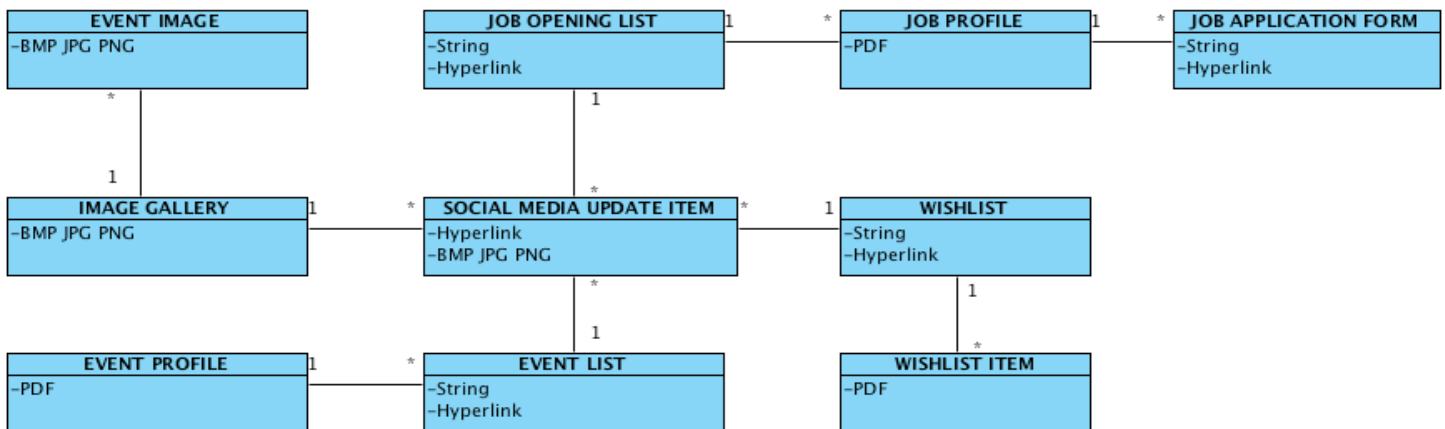 EVENT IMAGE
-BMP JPG PNG
JOB OPENING LIST
-String
-Hyperlink
1
*
JOB PROFILE
-PDF
1
*
JOB APPLICATION FORM
-String
-Hyperlink
*
1
1
*
IMAGE GALLERY
-BMP JPG PNG
1
*
SOCIAL MEDIA UPDATE ITEM
-Hyperlink
-BMP JPG PNG
*
1
WISHLIST
-String
-Hyperlink
*
1
1
*
EVENT PROFILE
-PDF
1
*
EVENT LIST
-String
-Hyperlink
WISHLIST ITEM
-PDF